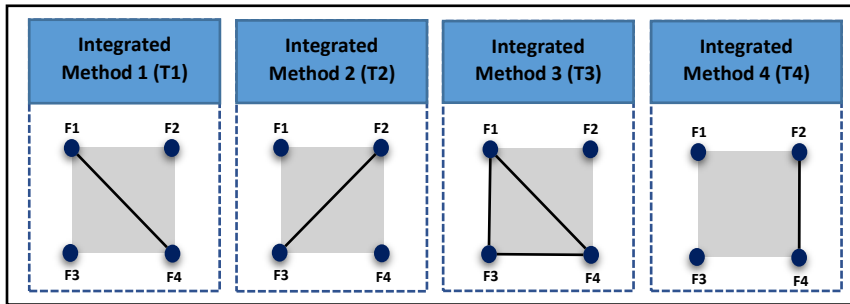 Integrated
Method 1 (T1)
F1
F2
F3
F4
Integrated
Method 2 (T2)
F1
F2
F3
F4
Integrated
Method 3 (T3)
F1
F2
F3
F4
Integrated
Method 4 (T4)
F1
F2
F3
F4